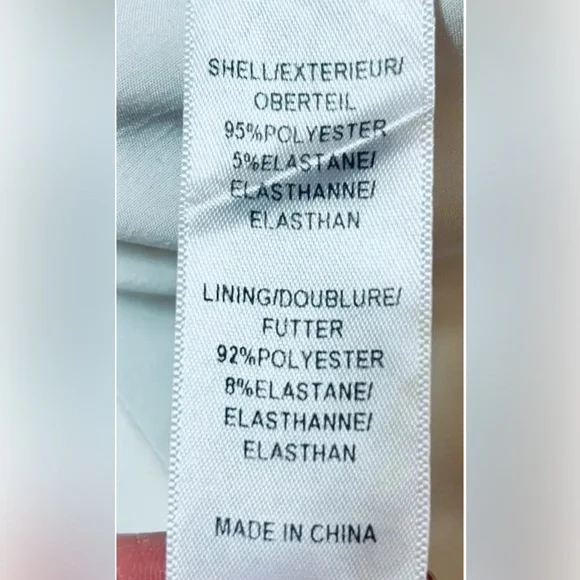 SHELL/EXTERIEUR/
OBERTEIL
95%POLYESTER
5%ELASTANE/
ELASTHANNE/
ELASTHAN
LINING/DOUBLURE/
FUTTER
92%POLYESTER
8%ELASTANE/
ELASTHANNE/
ELASTHAN
MADE IN CHINA